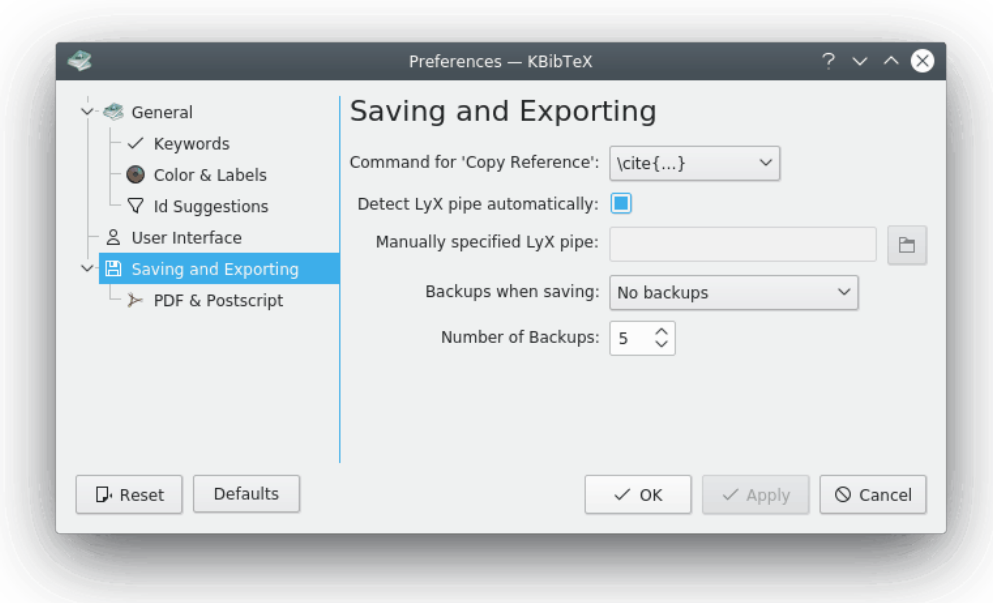 Preferences — KBibTeX
General
Keywords
Color & Labels
Id Suggestions
User Interface
Saving and Exporting
PDF & Postscript
Saving and Exporting
Command for 'Copy Reference': \cite{...}
Detect LyX pipe automatically:
Manually specified LyX pipe:
Backups when saving: No backups
Number of Backups: 5
Reset Defaults OK Apply Cancel